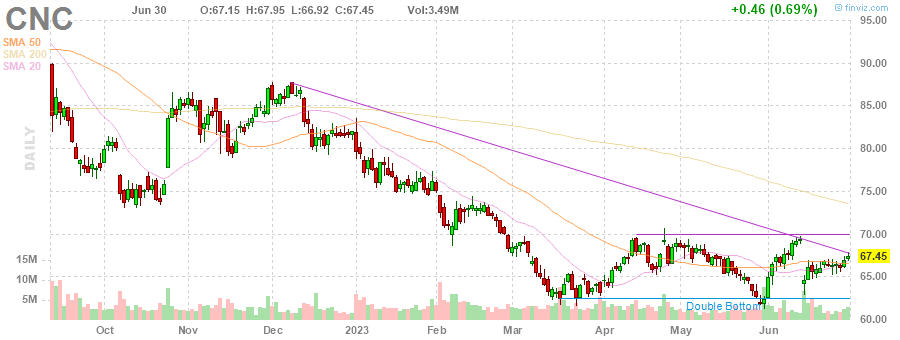 CNC Jun 30 O:67.15 H:67.95 L:66.92 C:67.45 Vol:3.49M +0.46 (0.69%) finviz.com
95.00
SMA 50
SMA 200
SMA 20
90.00
85.00
DAILY
80.00
75.00
70.00
67.45
15M
65.00
10M
5M
Double Bottom
60.00
Oct Nov Dec 2023 Feb Mar Apr May Jun